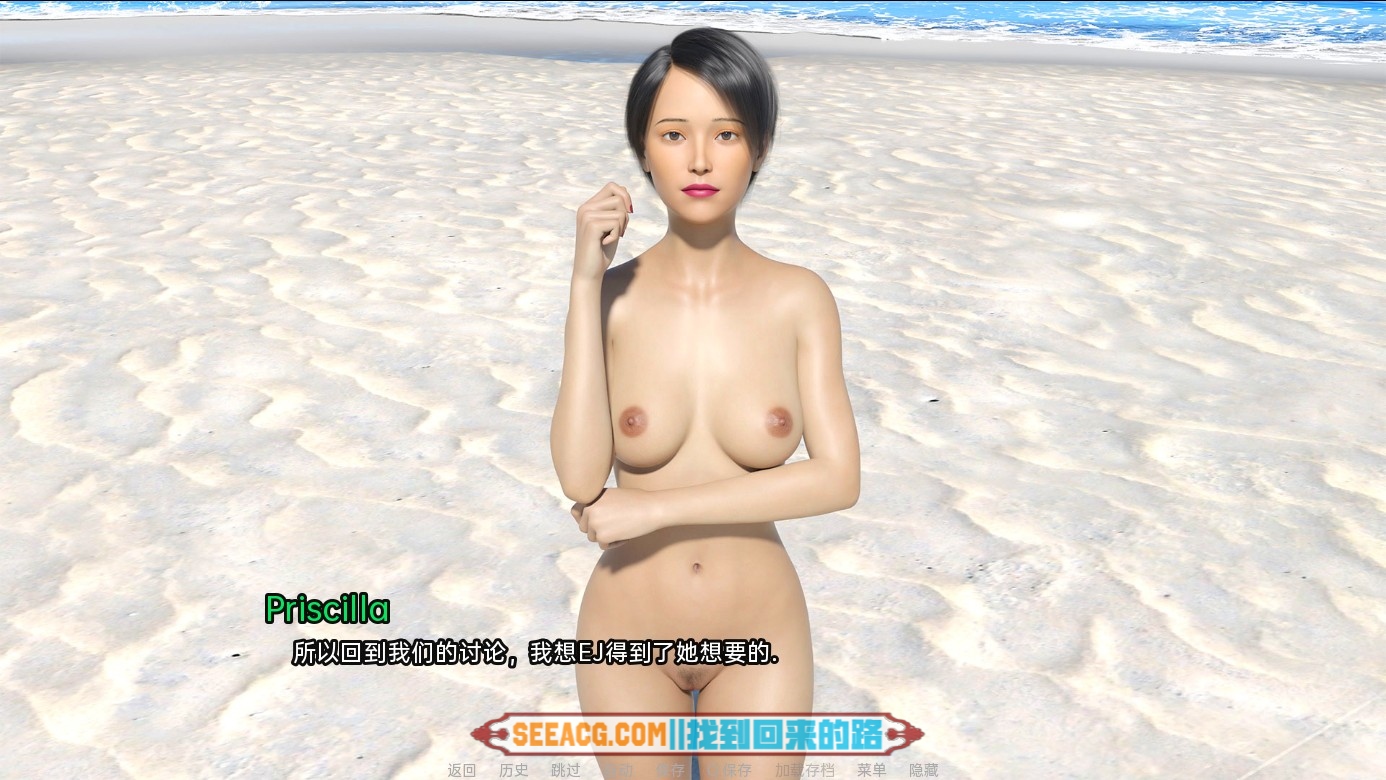 Priscilla
所以回到我们的讨论，我想EJ得到了她想要的.
SEEACG.COM||找到回来的路
返回 历史 跳过 保存 加载存档 菜单 隐藏